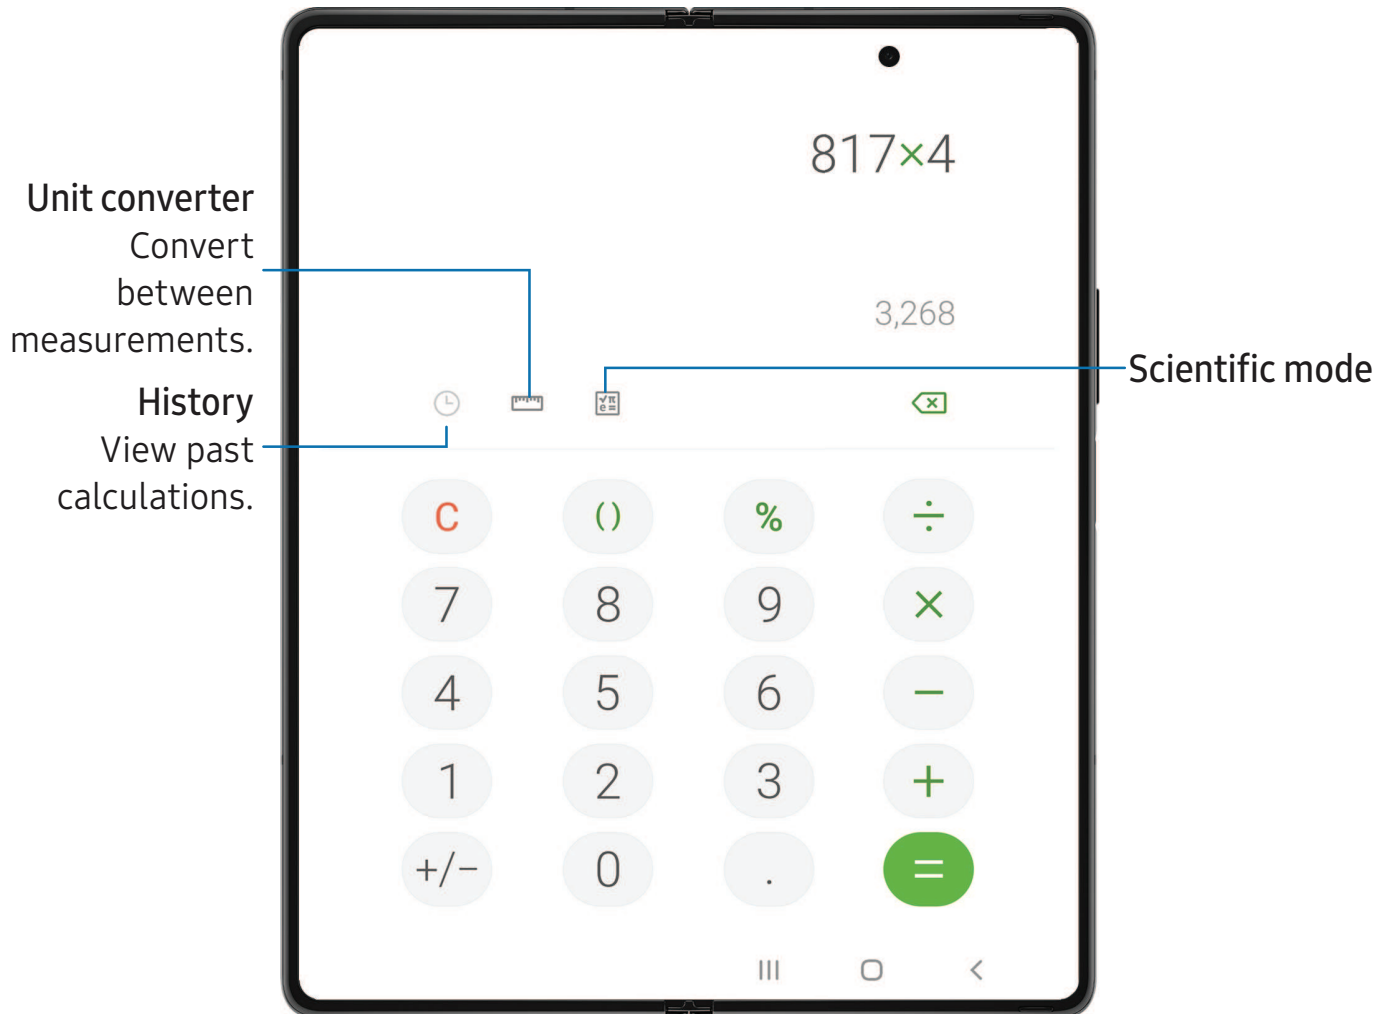 817×4
Unit converter
Convert
between
measurements.
3,268
Scientific mode
√π
e=
History
View past
calculations.
C () % ÷
7 8 9 ×
4 5 6 −
1 2 3 +
+/− 0 . =